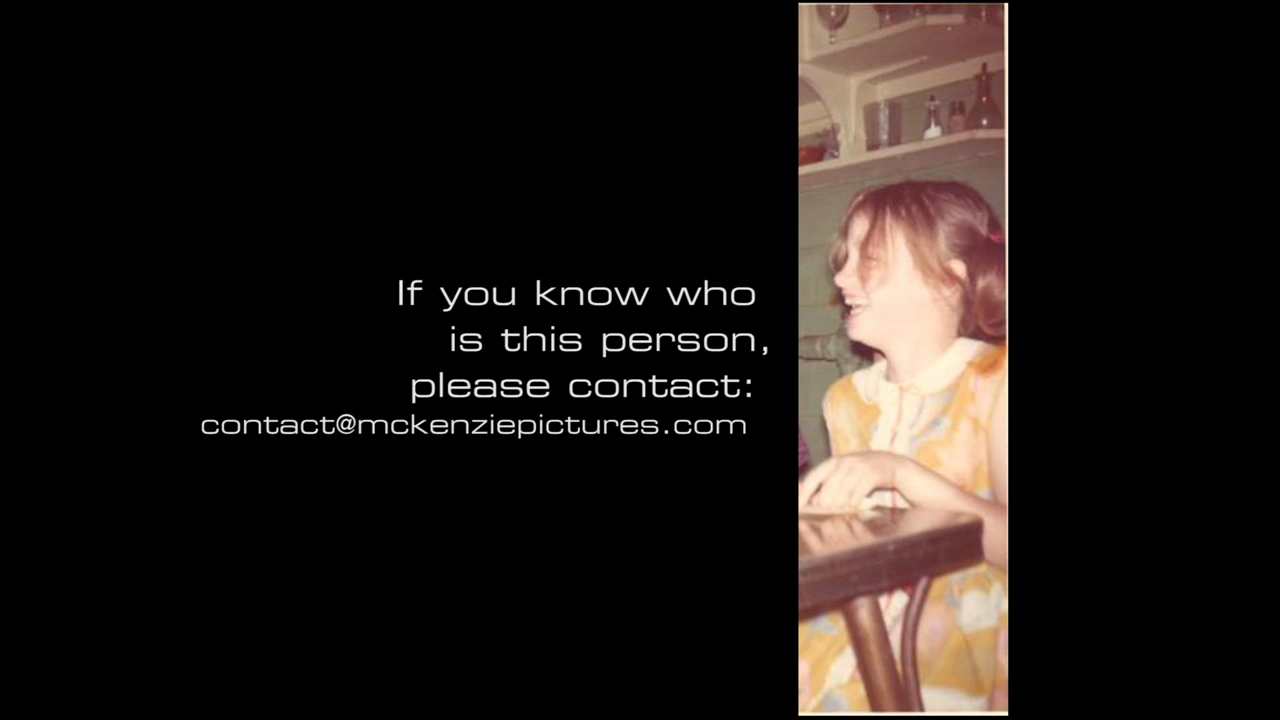 If you know who
is this person,
please contact:
contact@mckenziepictures.com